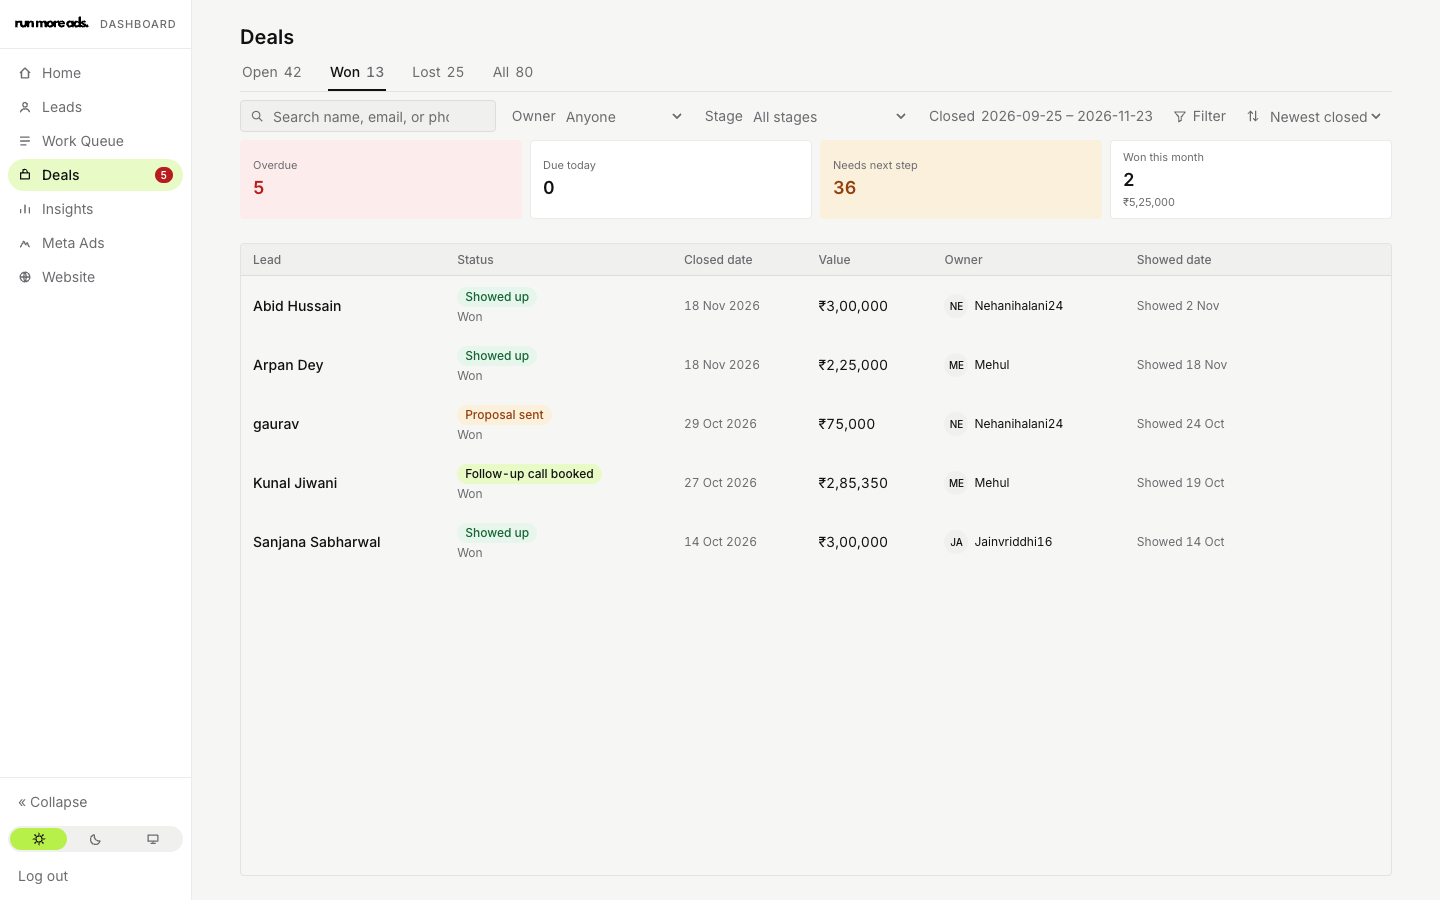 run more ads. DASHBOARD
Home
Leads
Work Queue
Deals 5
Insights
Meta Ads
Website
« Collapse
Log out
Deals
Open 42 Won 13 Lost 25 All 80
Search name, email, or pho Owner Anyone Stage All stages Closed 2026-09-25 – 2026-11-23 Filter Newest closed
Overdue
5
Due today
0
Needs next step
36
Won this month
2
₹5,25,000
Lead Status Closed date Value Owner Showed date
Abid Hussain Showed up Won 18 Nov 2026 ₹3,00,000 NE Nehanihalani24 Showed 2 Nov
Arpan Dey Showed up Won 18 Nov 2026 ₹2,25,000 ME Mehul Showed 18 Nov
gaurav Proposal sent Won 29 Oct 2026 ₹75,000 NE Nehanihalani24 Showed 24 Oct
Kunal Jiwani Follow-up call booked Won 27 Oct 2026 ₹2,85,350 ME Mehul Showed 19 Oct
Sanjana Sabharwal Showed up Won 14 Oct 2026 ₹3,00,000 JA Jainvriddhi16 Showed 14 Oct